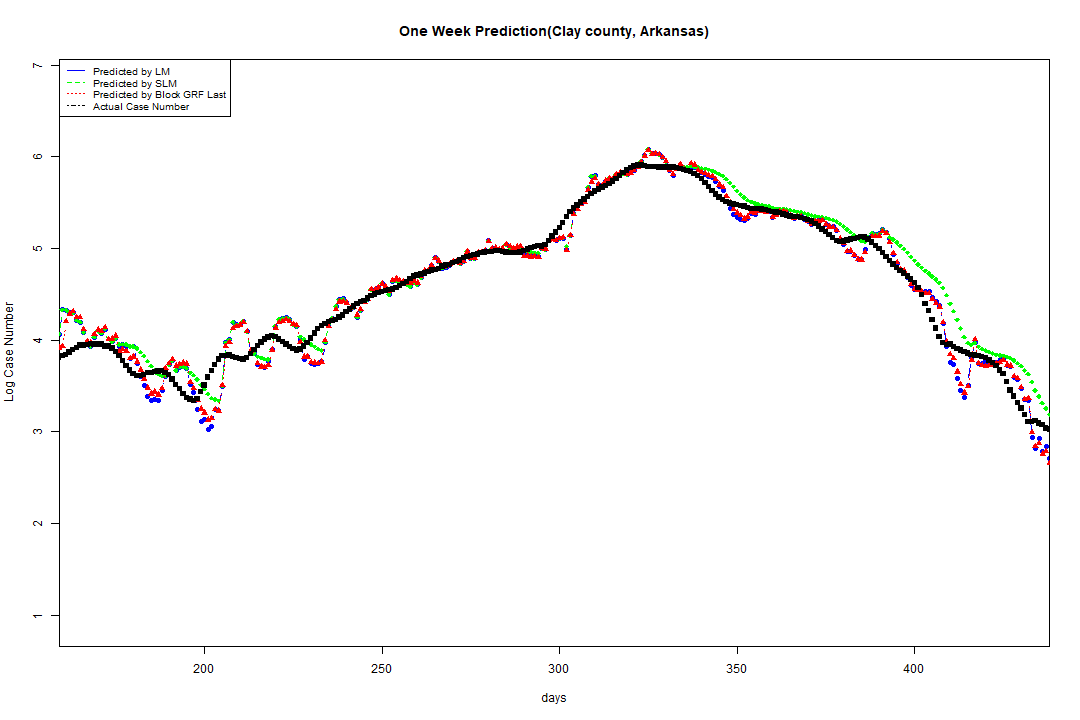 One Week Prediction(Clay county, Arkansas)
Predicted by LM
Predicted by SLM
Predicted by Block GRF Last
Actual Case Number
7
6
5
4
3
2
1
Log Case Number
200 250 300 350 400
days